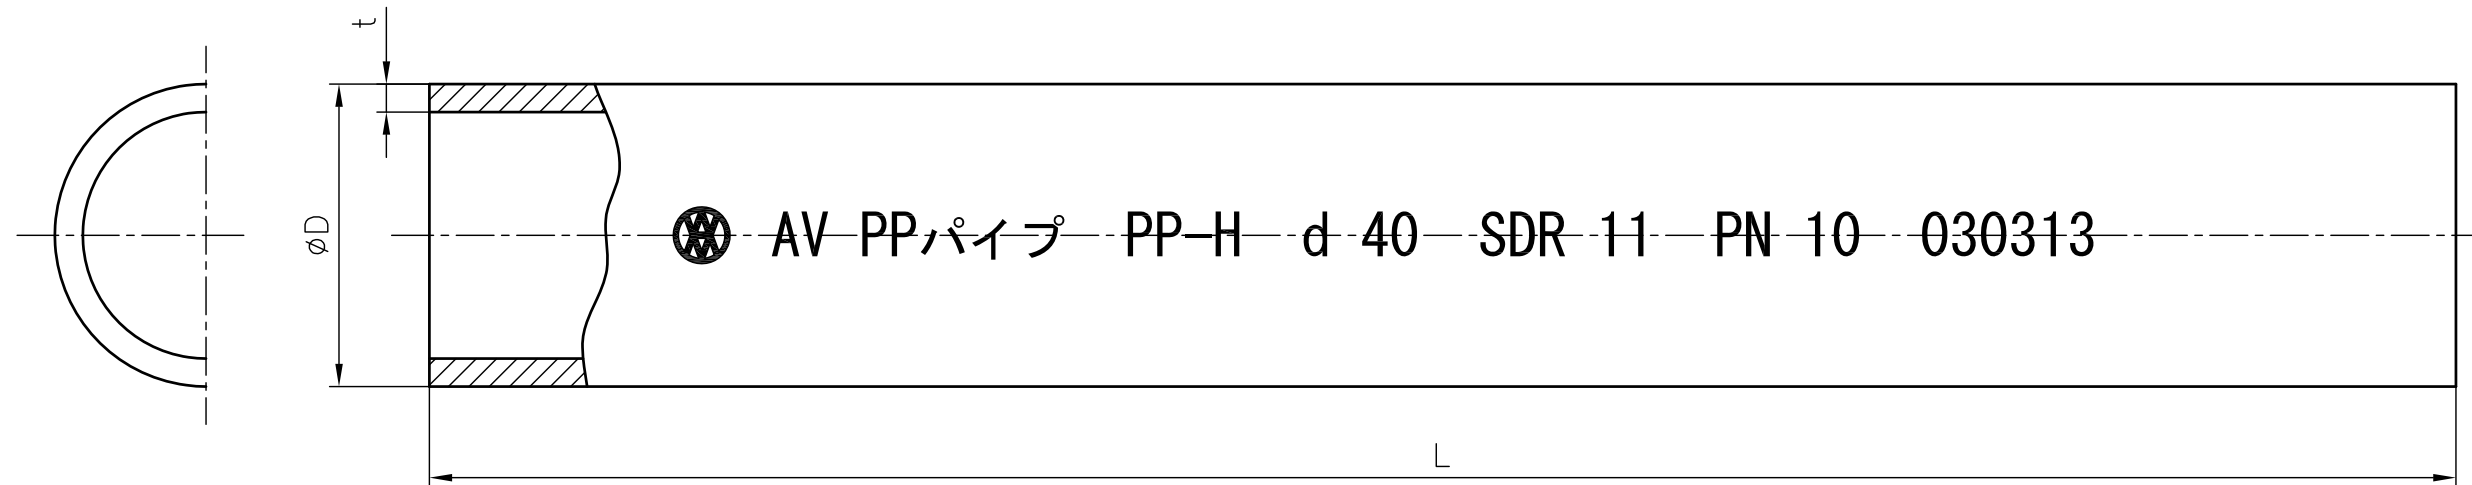 t
øD
AV PPパイプ PP-H d 40 SDR 11 PN 10 030313
L